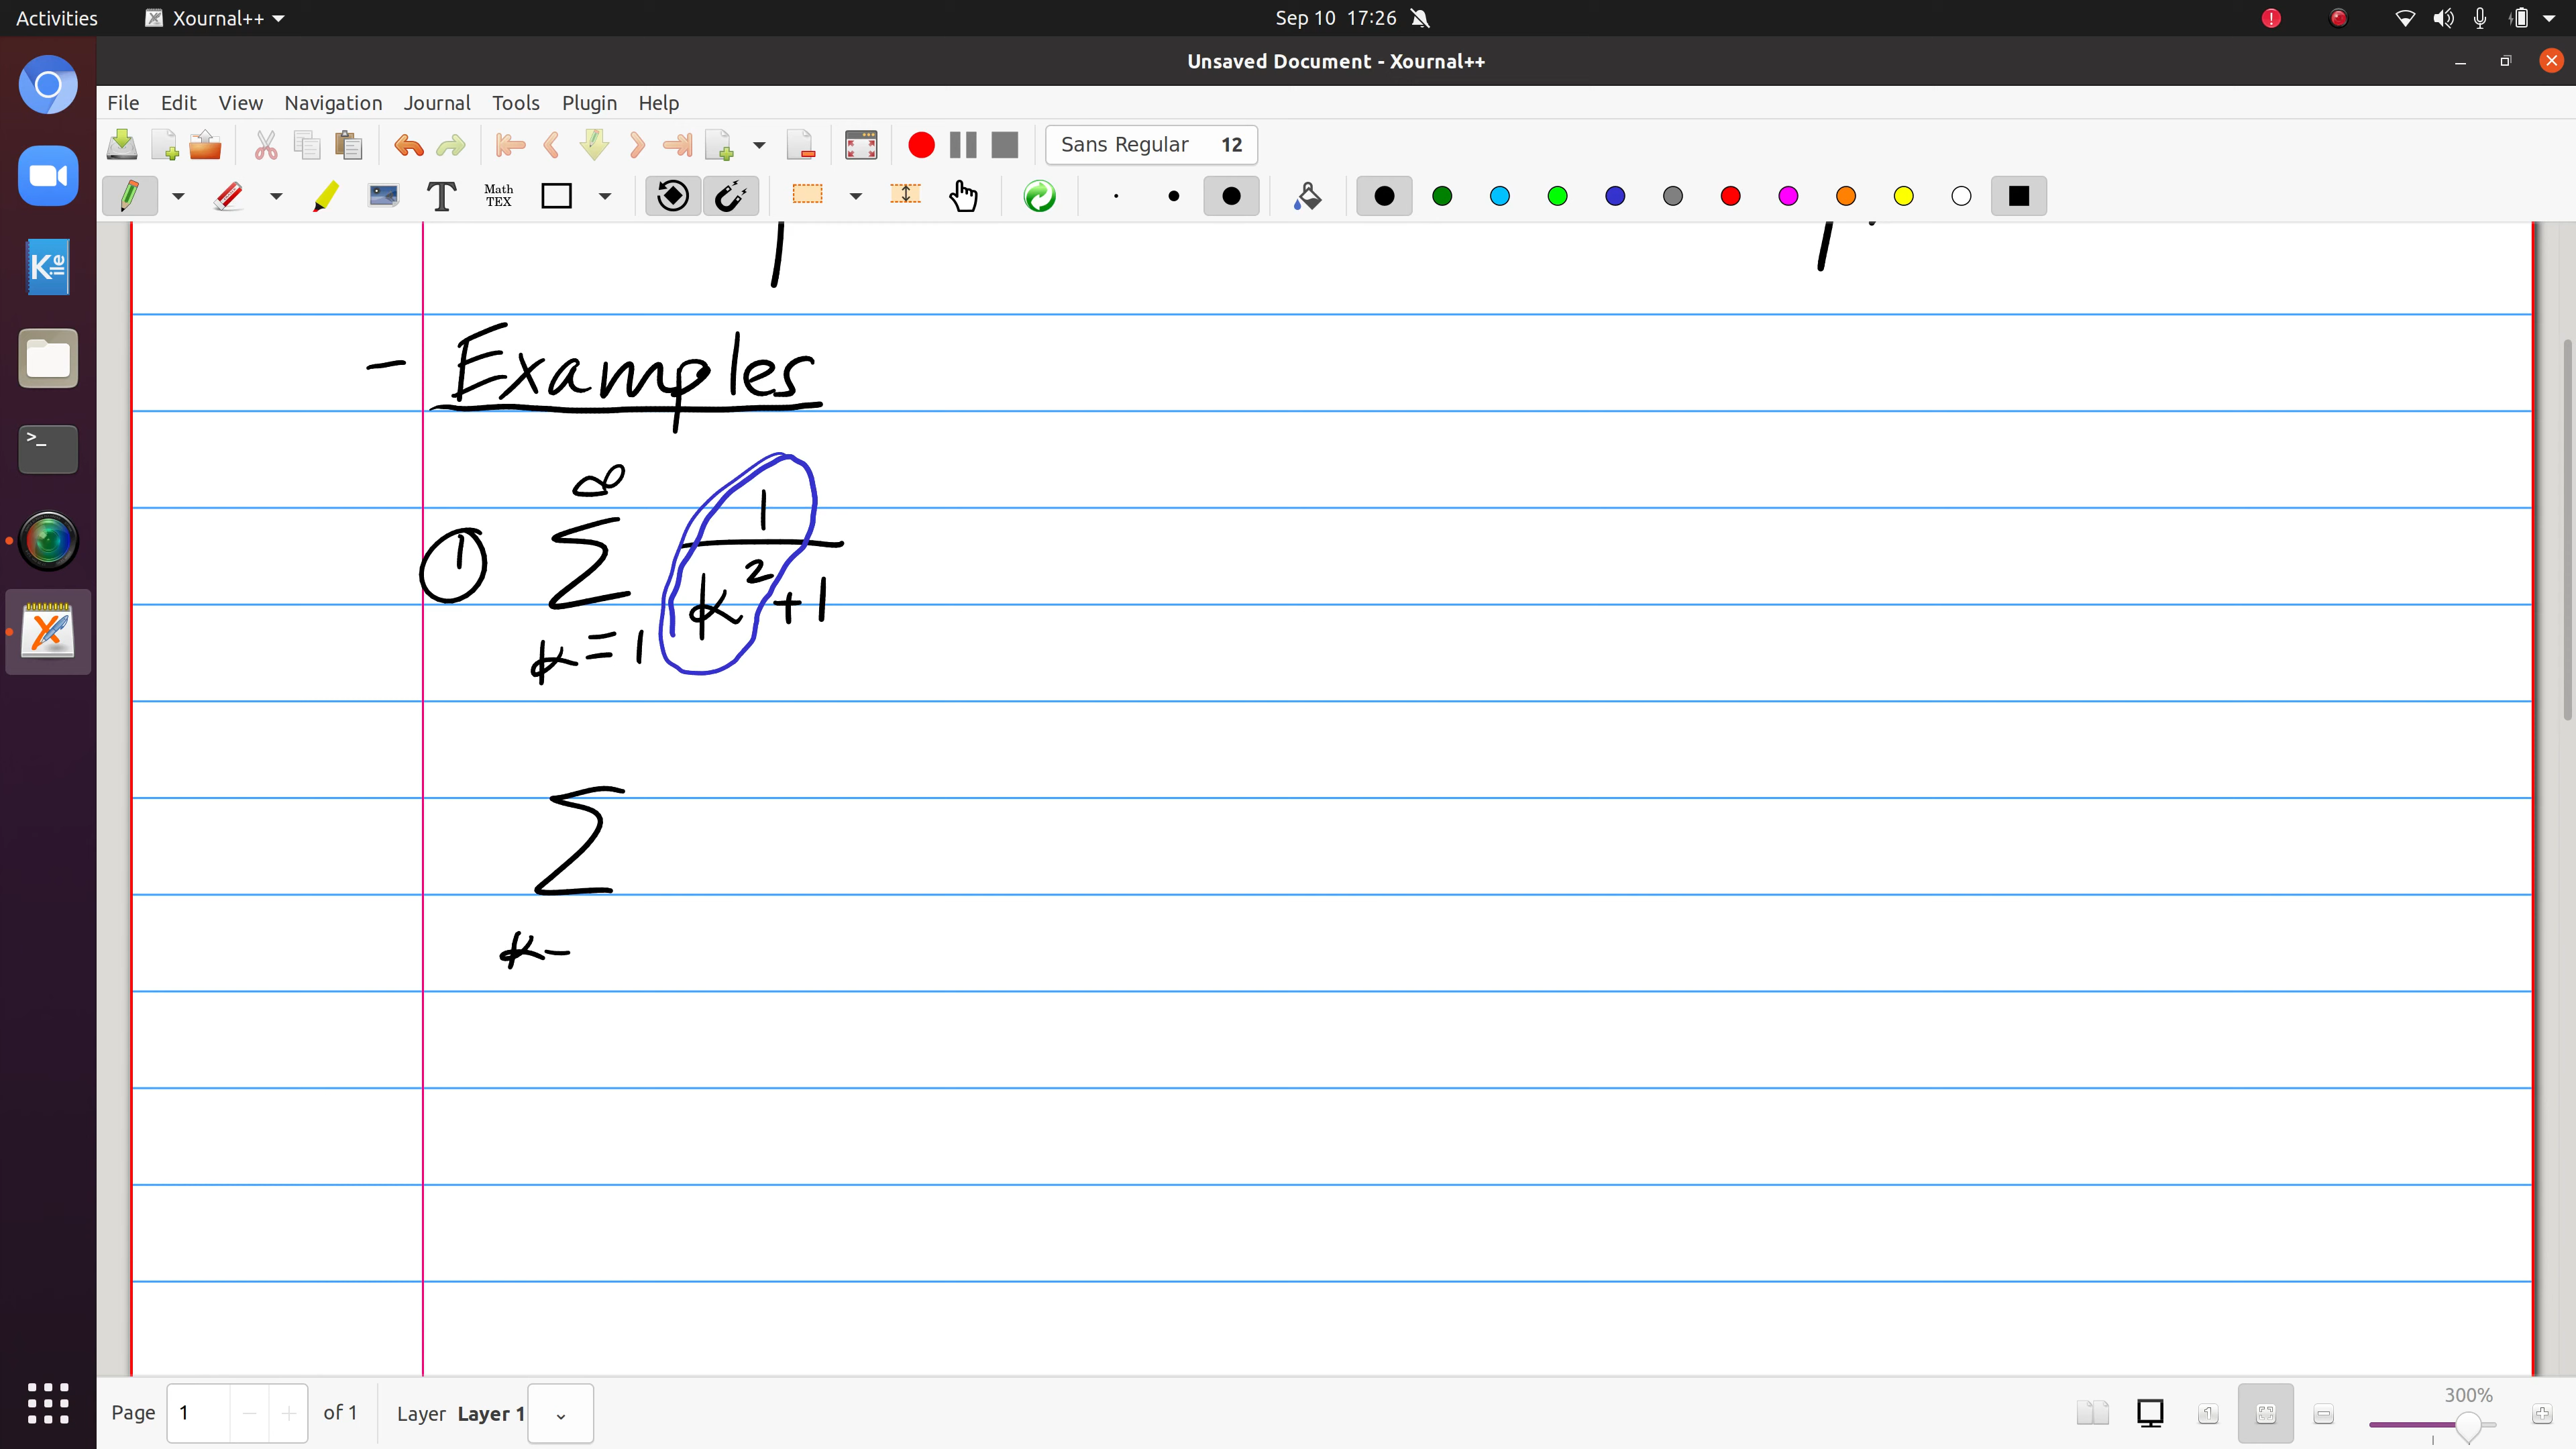 Activities Xournal++ Sep 10 17:26
Unsaved Document - Xournal++
File Edit View Navigation Journal Tools Plugin Help
Sans Regular 12
T Math TEX
- Examples
① ∞ ∑ k=1 1/(k²+1)
∑
k-
Page 1 of 1 Layer Layer 1 300%